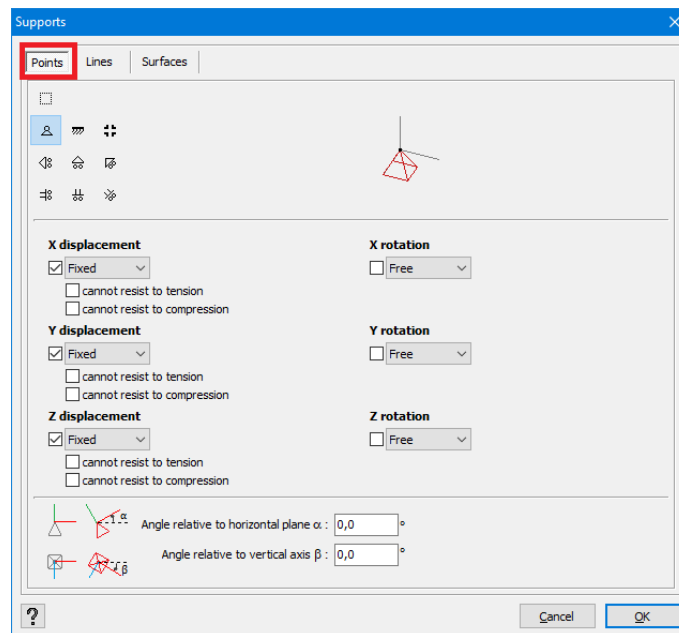 Supports
Points Lines Surfaces
X displacement X rotation
Fixed Free
cannot resist to tension
cannot resist to compression
Y displacement Y rotation
Fixed Free
cannot resist to tension
cannot resist to compression
Z displacement Z rotation
Fixed Free
cannot resist to tension
cannot resist to compression
α Angle relative to horizontal plane α : 0,0 °
β Angle relative to vertical axis β : 0,0 °
? Cancel OK